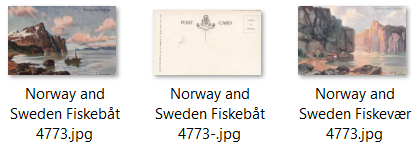 POST CARD
Norway and
Sweden Fiskebåt
4773.jpg
Norway and
Sweden Fiskebåt
4773-.jpg
Norway and
Sweden Fiskevær
4773.jpg